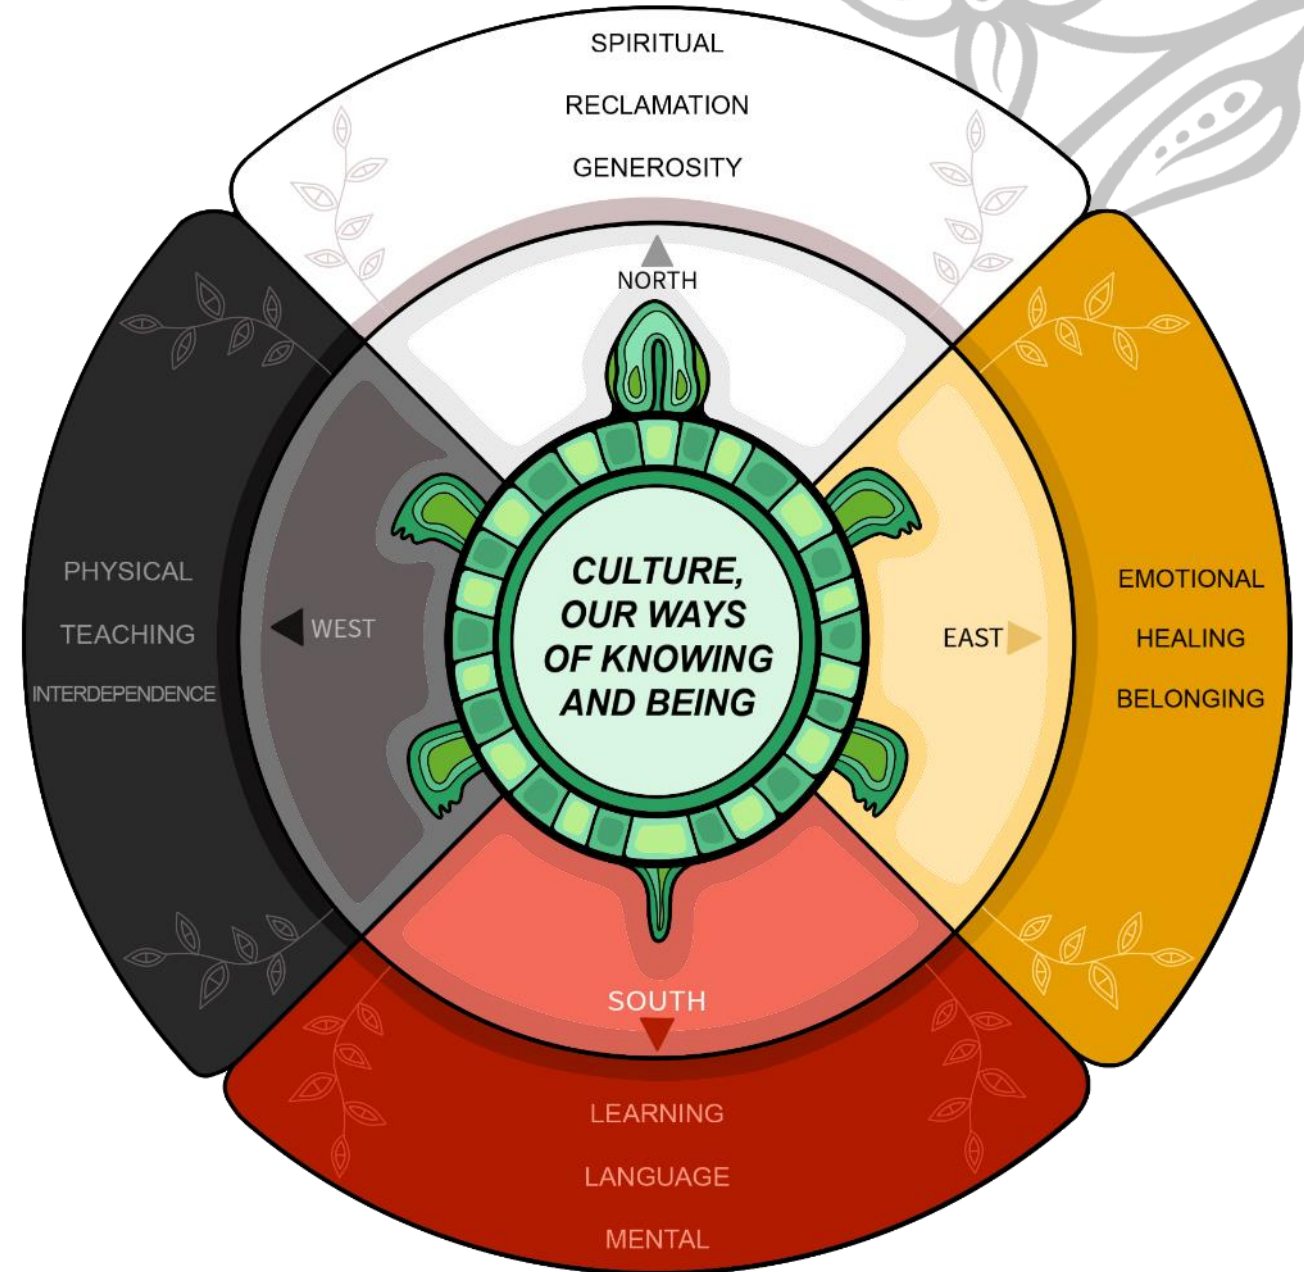 SPIRITUAL
RECLAMATION
GENEROSITY
NORTH
PHYSICAL
TEACHING
INTERDEPENDENCE
WEST
CULTURE,
OUR WAYS
OF KNOWING
AND BEING
EAST
EMOTIONAL
HEALING
BELONGING
SOUTH
LEARNING
LANGUAGE
MENTAL